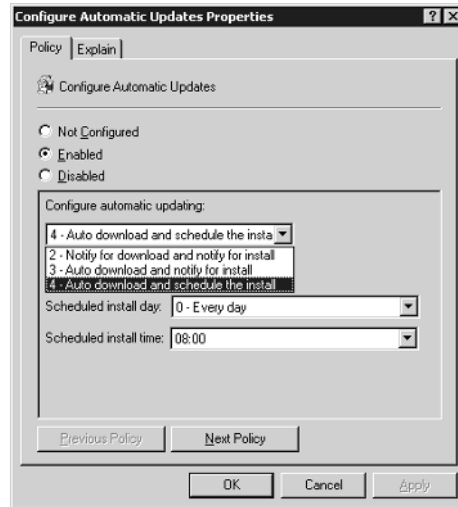 Configure Automatic Updates Properties
Policy Explain
Configure Automatic Updates
Not Configured
Enabled
Disabled
Configure automatic updating:
4 - Auto download and schedule the insta
2 - Notify for download and notify for install
3 - Auto download and notify for install
4 - Auto download and schedule the install
Scheduled install day: 0 - Every day
Scheduled install time: 08:00
Previous Policy Next Policy
OK Cancel Apply